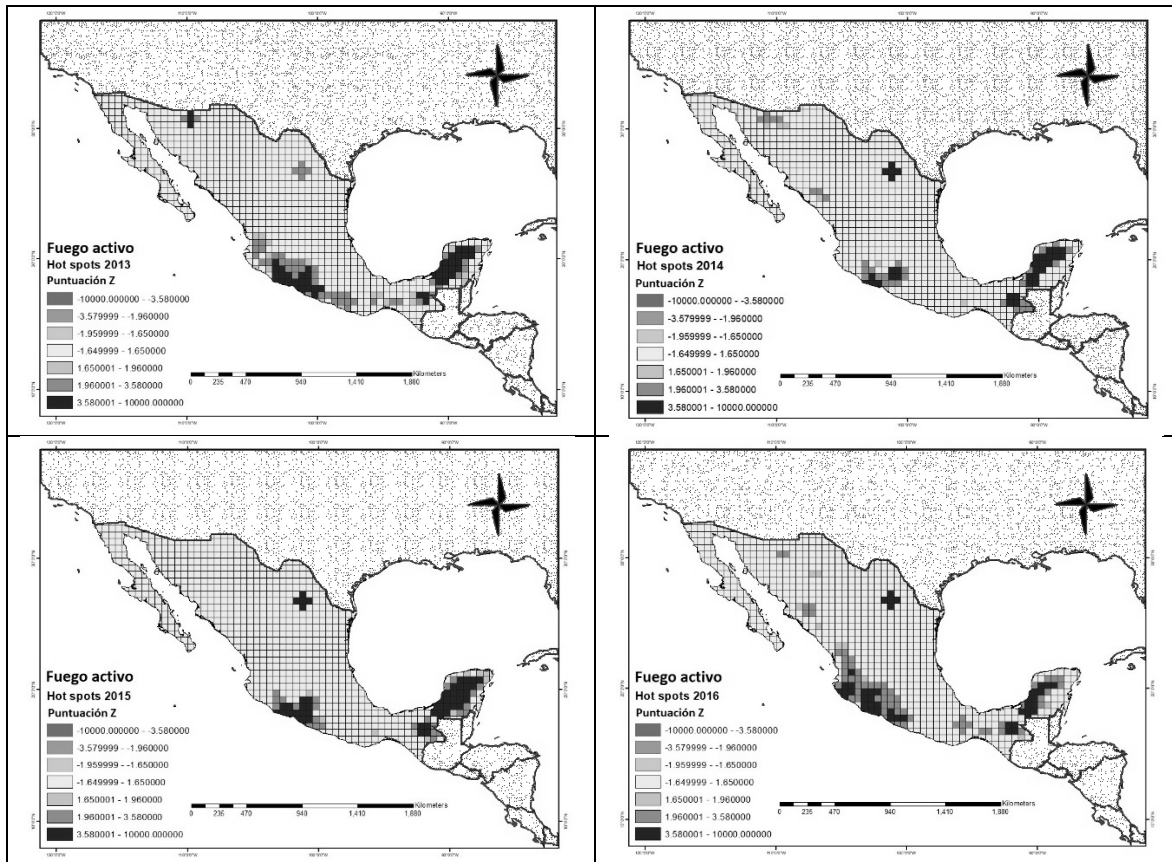 Fuego activo
Hot spots 2013
Puntuación Z
-10000.000000 - -3.580000
-3.579999 - -1.960000
-1.959999 - -1.650000
-1.649999 - 1.650000
1.650001 - 1.960000
1.960001 - 3.580000
3.580001 - 10000.000000
Kilometers
0 235 470 940 1,410 1,880
Fuego activo
Hot spots 2014
Puntuación Z
-10000.000000 - -3.580000
-3.579999 - -1.960000
-1.959999 - -1.650000
-1.649999 - 1.650000
1.650001 - 1.960000
1.960001 - 3.580000
3.580001 - 10000.000000
Kilometers
0 235 470 940 1,410 1,880
Fuego activo
Hot spots 2015
Puntuación Z
-10000.000000 - -3.580000
-3.579999 - -1.960000
-1.959999 - -1.650000
-1.649999 - 1.650000
1.650001 - 1.960000
1.960001 - 3.580000
3.580001 - 10000.000000
Kilometers
0 235 470 940 1,410 1,880
Fuego activo
Hot spots 2016
Puntuación Z
-10000.000000 - -3.580000
-3.579999 - -1.960000
-1.959999 - -1.650000
-1.649999 - 1.650000
1.650001 - 1.960000
1.960001 - 3.580000
3.580001 - 10000.000000
Kilometers
0 235 470 940 1,410 1,880